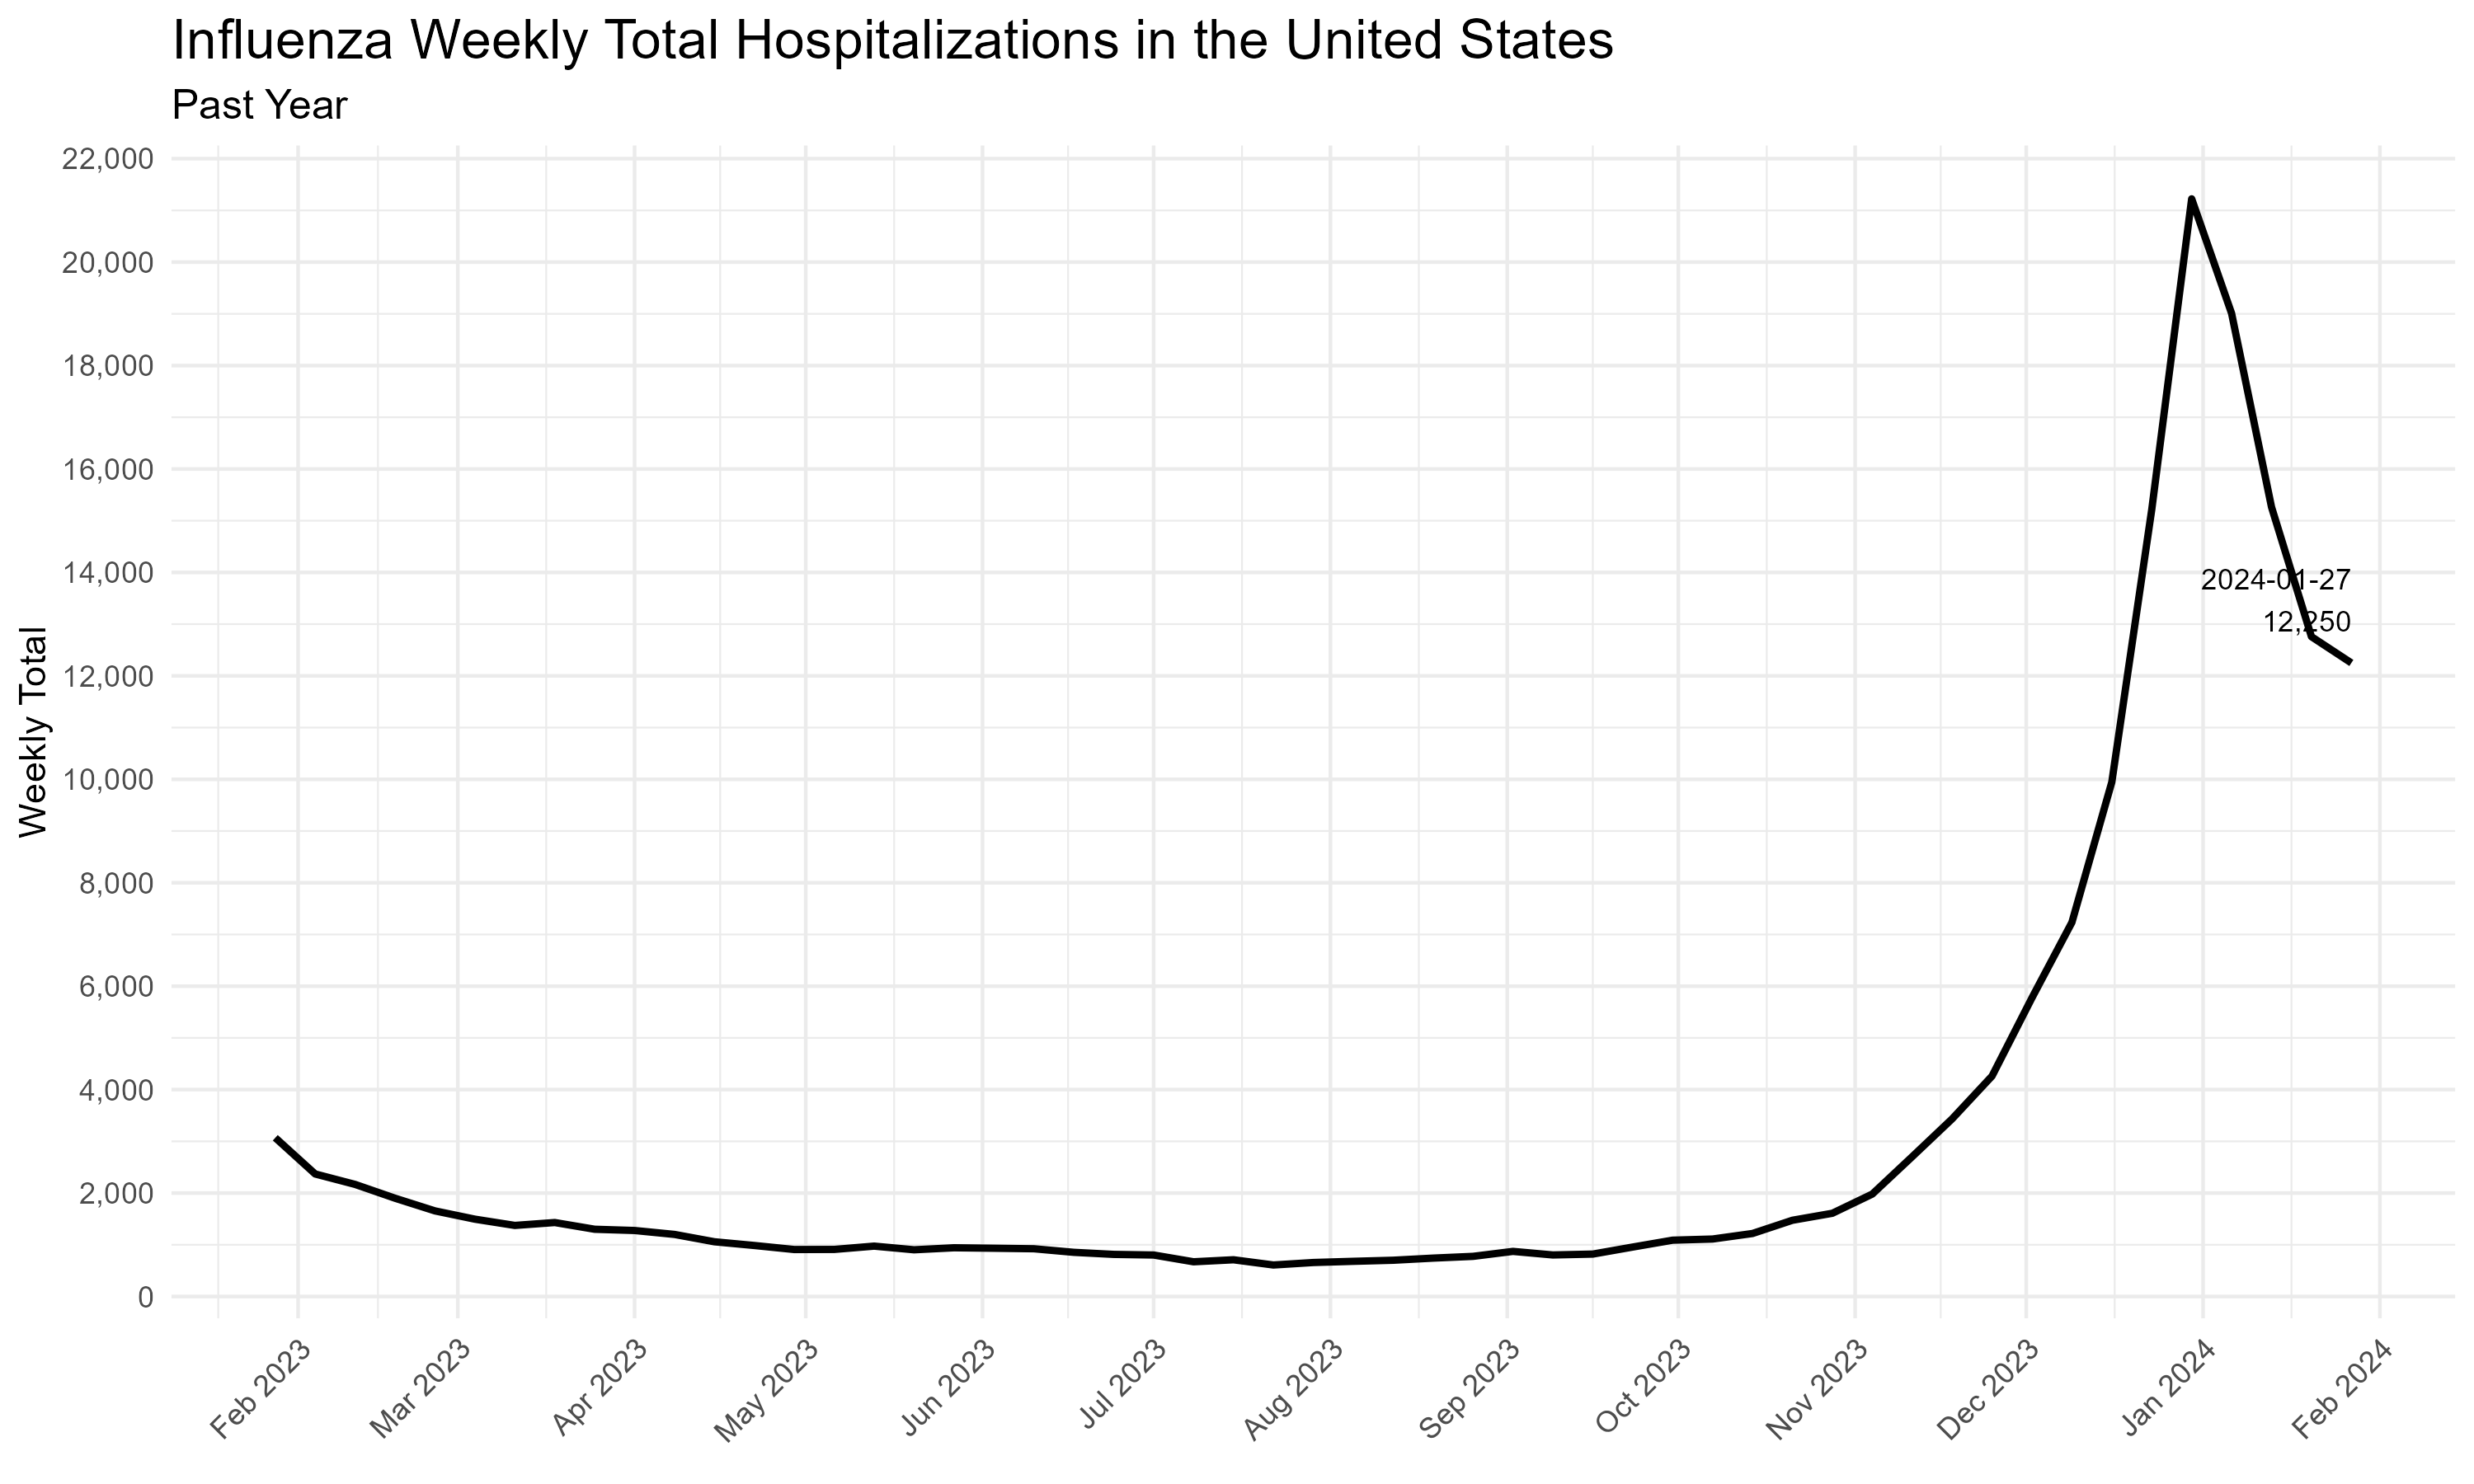 Influenza Weekly Total Hospitalizations in the United States
Past Year
22,000
20,000
18,000
16,000
14,000
12,000
10,000
8,000
6,000
4,000
2,000
0
Weekly Total
2024-01-27
12,250
Feb 2023
Mar 2023
Apr 2023
May 2023
Jun 2023
Jul 2023
Aug 2023
Sep 2023
Oct 2023
Nov 2023
Dec 2023
Jan 2024
Feb 2024